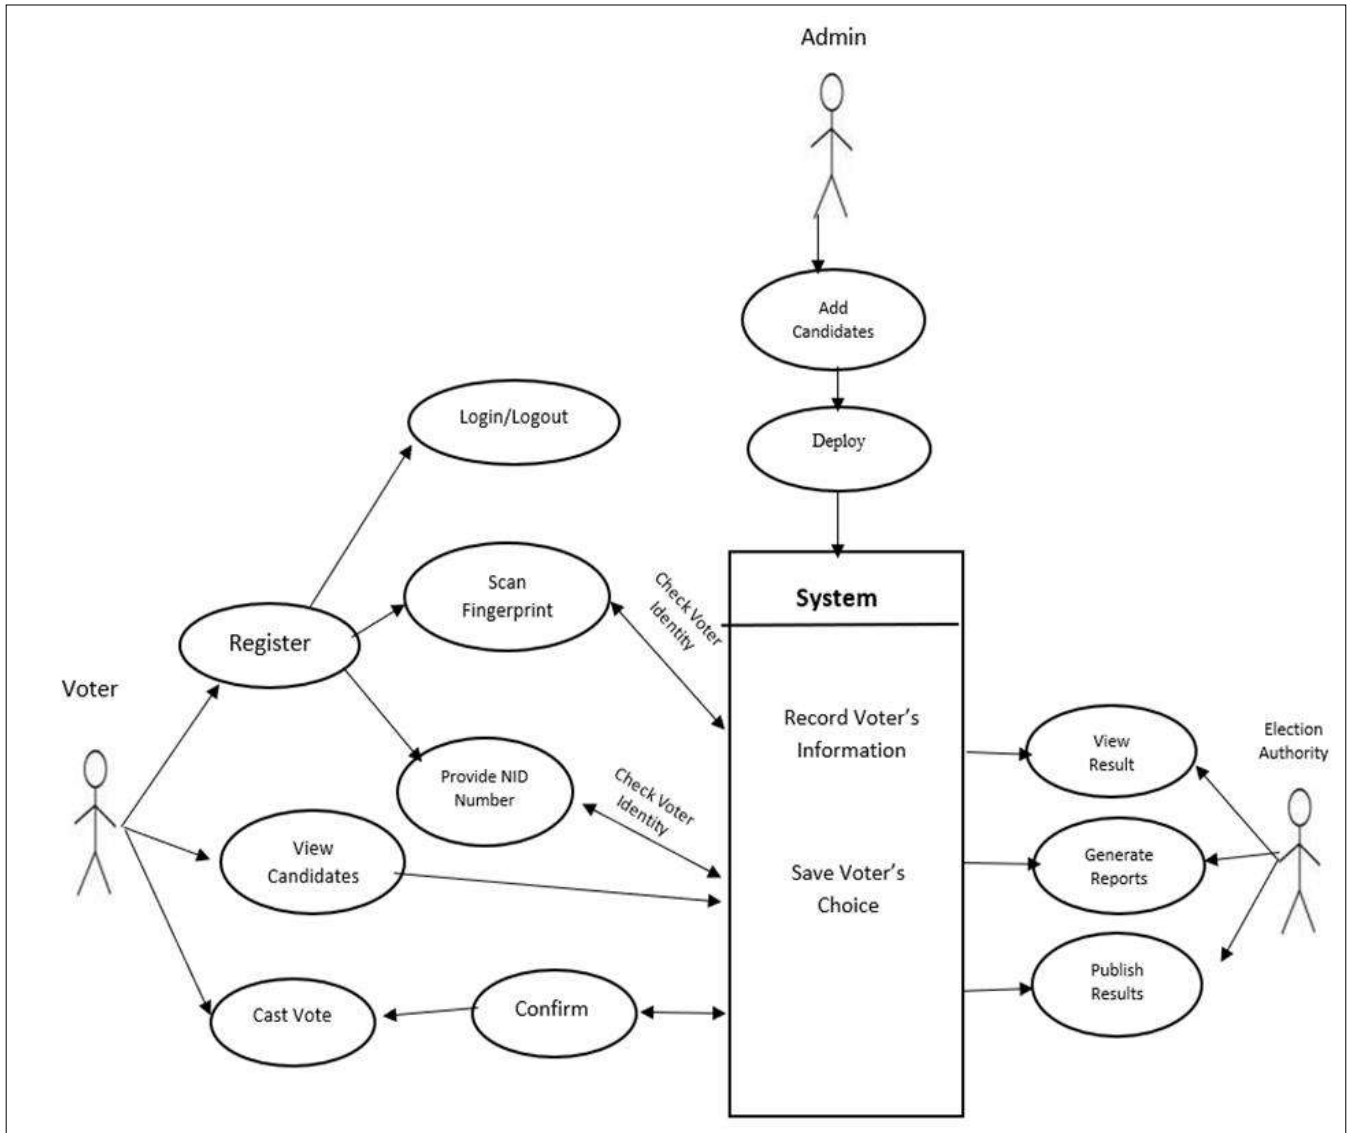 Admin
Add
Candidates
Login/Logout
Deploy
Scan
Fingerprint
Check Voter
Identity
System
Register
Voter
Record Voter's
Information
View
Result
Election
Authority
Provide NID
Number
Check Voter
Identity
View
Candidates
Save Voter's
Choice
Generate
Reports
Publish
Results
Cast Vote
Confirm